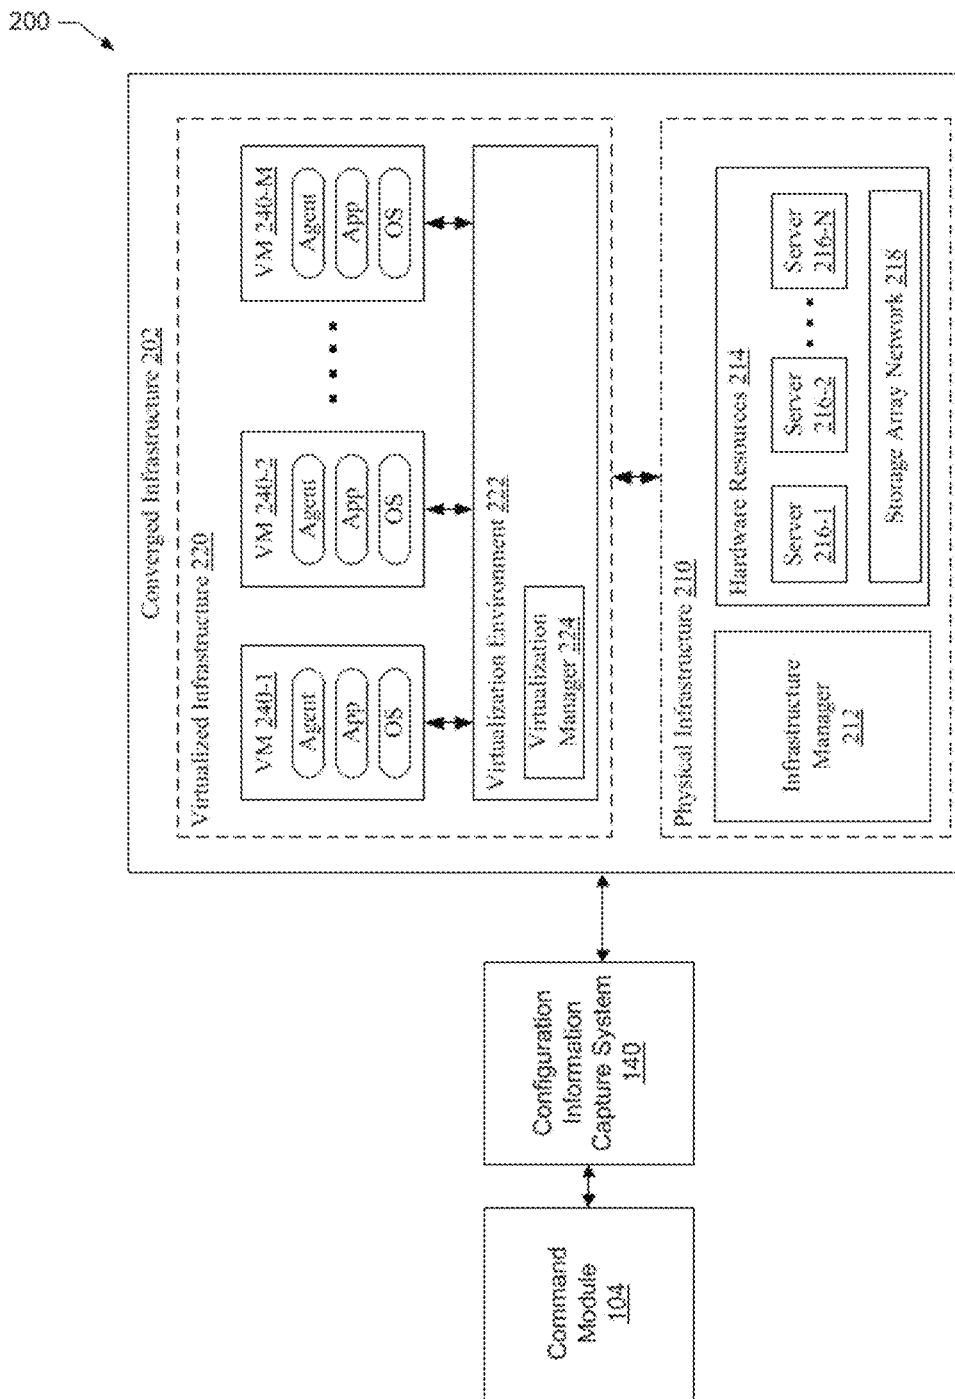 200
Converged Infrastructure 202
Virtualized Infrastructure 220
VM 240-1
Agent
App
OS
VM 240-2
Agent
App
OS
VM 240-M
Agent
App
OS
Virtualization Environment 222
Virtualization
Manager 224
Physical Infrastructure 210
Infrastructure
Manager
212
Hardware Resources 214
Server
216-1
Server
216-2
Server
216-N
Storage Array Network 218
Configuration
Information
Capture System
140
Command
Module
104